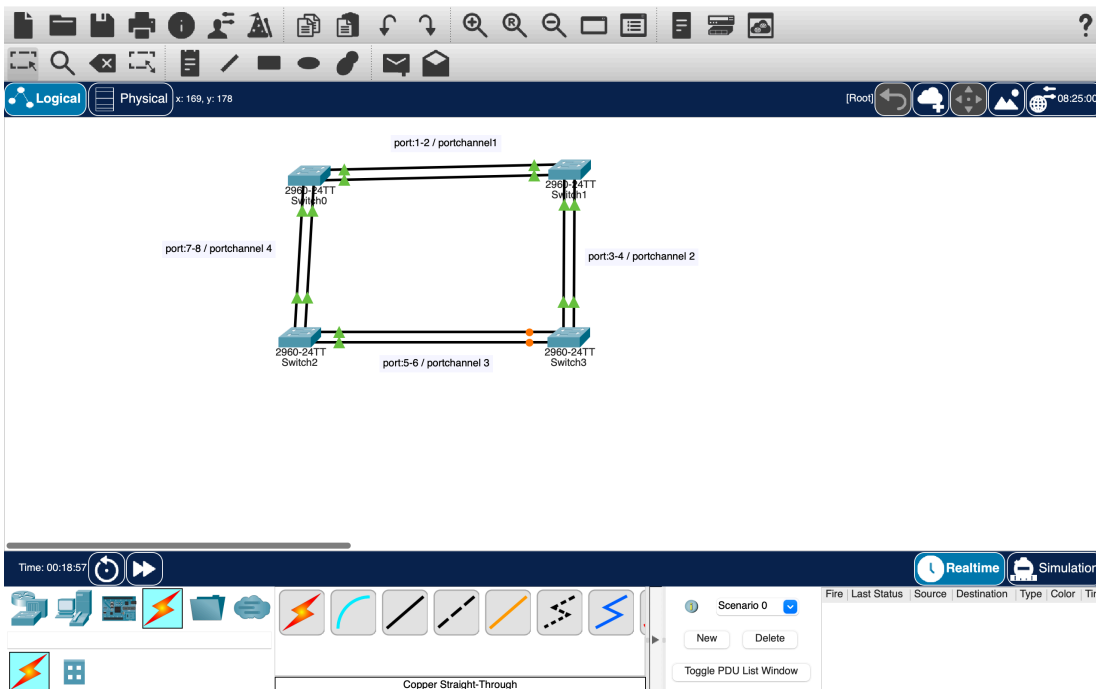 ?
Logical
Physical
x: 169, y: 178
[Root]
08:25:00
port:1-2 / portchannel1
2960-24TT
Switch0
2960-24TT
Switch1
port:7-8 / portchannel 4
port:3-4 / portchannel 2
2960-24TT
Switch2
port:5-6 / portchannel 3
2960-24TT
Switch3
Time: 00:18:57
Realtime
Simulation
Scenario 0
Fire Last Status Source Destination Type Color Tim
New
Delete
Toggle PDU List Window
Copper Straight-Through